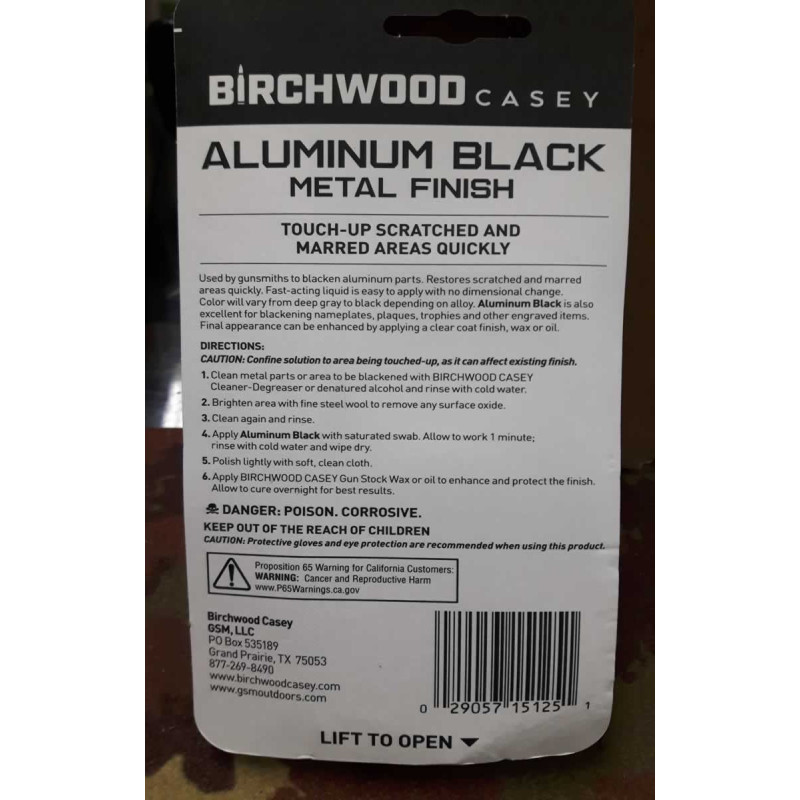 BIRCHWOOD CASEY
ALUMINUM BLACK
METAL FINISH
TOUCH-UP SCRATCHED AND
MARRED AREAS QUICKLY
Used by gunsmiths to blacken aluminum parts. Restores scratched and marred
areas quickly. Fast-acting liquid is easy to apply with no dimensional change.
Color will vary from deep gray to black depending on alloy. Aluminum Black is also
excellent for blackening nameplates, plaques, trophies and other engraved items.
Final appearance can be enhanced by applying a clear coat finish, wax or oil.
DIRECTIONS:
CAUTION: Confine solution to area being touched-up, as it can affect existing finish.
1. Clean metal parts or area to be blackened with BIRCHWOOD CASEY
Cleaner-Degreaser or denatured alcohol and rinse with cold water.
2. Brighten area with fine steel wool to remove any surface oxide.
3. Clean again and rinse.
4. Apply Aluminum Black with saturated swab. Allow to work 1 minute;
rinse with cold water and wipe dry.
5. Polish lightly with soft, clean cloth.
6. Apply BIRCHWOOD CASEY Gun Stock Wax or oil to enhance and protect the finish.
Allow to cure overnight for best results.
DANGER: POISON. CORROSIVE.
KEEP OUT OF THE REACH OF CHILDREN
CAUTION: Protective gloves and eye protection are recommended when using this product.
Proposition 65 Warning for California Customers:
WARNING: Cancer and Reproductive Harm
www.P65Warnings.ca.gov
Birchwood Casey
GSM, LLC
PO Box 535189
Grand Prairie, TX 75053
877-269-8490
www.birchwoodcasey.com
www.gsmoutdoors.com
0 29057 15125 1
LIFT TO OPEN